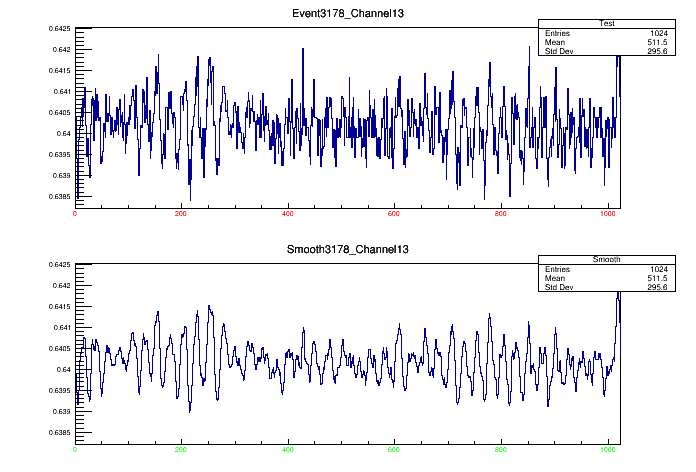 Event3178_Channel13
Test
Entries 1024
Mean 511.5
Std Dev 295.6
0.6425
0.642
0.6415
0.641
0.6405
0.64
0.6395
0.639
0.6385
0 200 400 600 800 1000
Smooth3178_Channel13
Smooth
Entries 1024
Mean 511.5
Std Dev 295.6
0.6425
0.642
0.6415
0.641
0.6405
0.64
0.6395
0.639
0.6385
0 200 400 600 800 1000